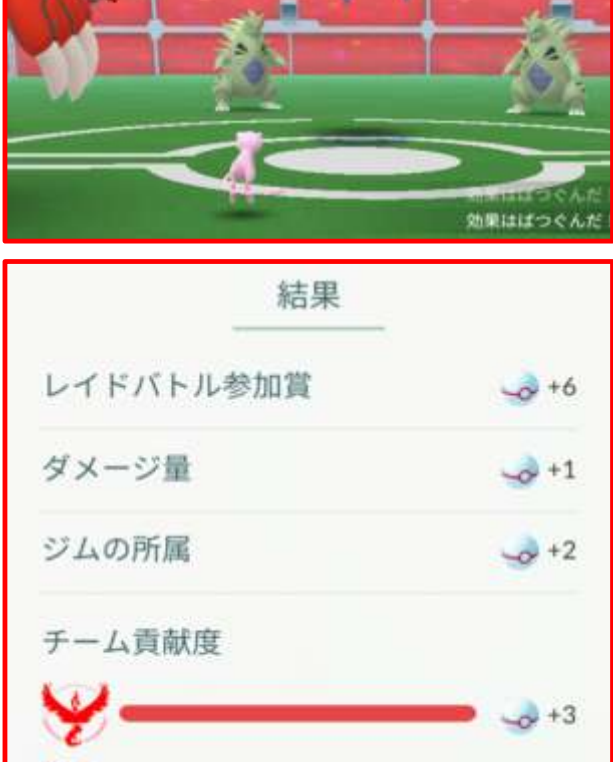 効果はばつぐんだ
効果はばつぐんだ
結果
レイドバトル参加賞
+6
ダメージ量
+1
ジムの所属
+2
チーム貢献度
+3